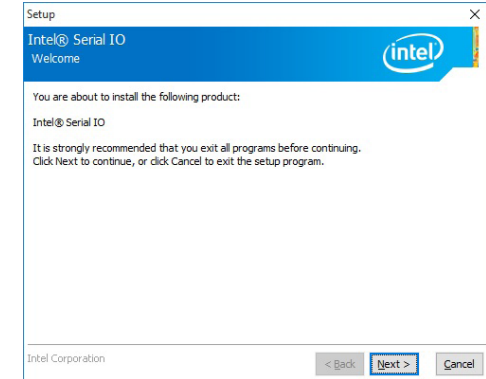 Setup
Intel® Serial IO
Welcome
intel
You are about to install the following product:
Intel® Serial IO
It is strongly recommended that you exit all programs before continuing.
Click Next to continue, or click Cancel to exit the setup program.
Intel Corporation
< Back Next > Cancel